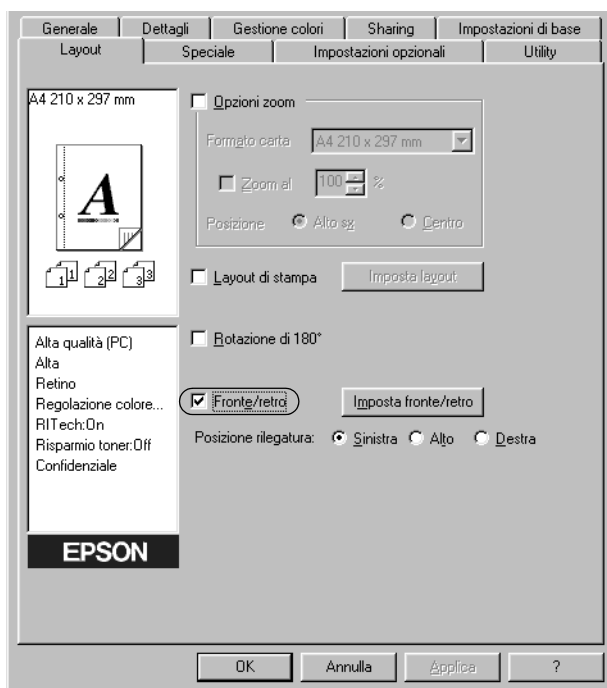 Generale Dettagli Gestione colori Sharing Impostazioni di base
Layout Speciale Impostazioni opzionali Utility
A4 210 x 297 mm
A
1 1 2 2 3 3
Opzioni zoom
Formato carta A4 210 x 297 mm
Zoom al 100 %
Posizione Alto sx Centro
Layout di stampa Imposta layout
Rotazione di 180°
Fronte/retro Imposta fronte/retro
Posizione rilegatura: Sinistra Alto Destra
Alta qualità (PC)
Alta
Retino
Regolazione colore...
RITech:On
Risparmio toner:Off
Confidenziale
EPSON
OK Annulla Applica ?